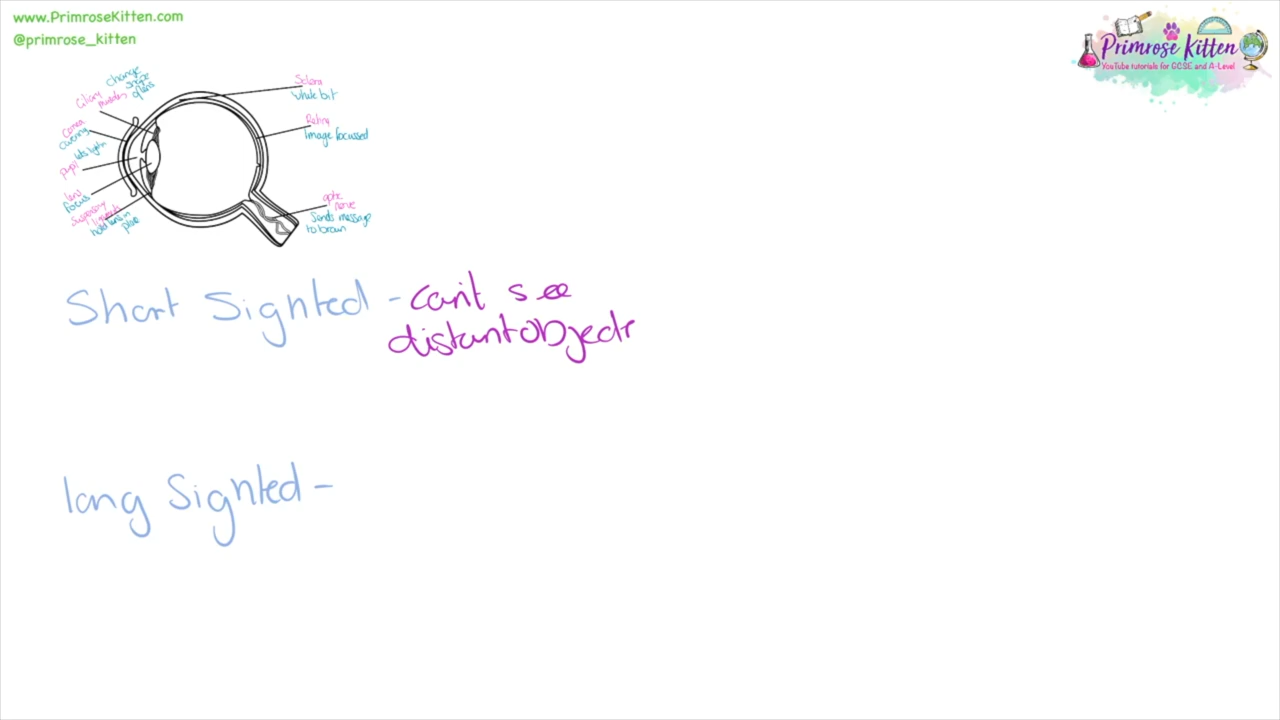 www.PrimroseKitten.com
@primrose_kitten
Primrose Kitten
YouTube tutorials for GCSE and A-Level
change
shape
of lens
Ciliary
muscles
Cornea
covering
lets light in
pupil
lens
focus
Suspensory
ligaments
hold lens in
place
Sclera
white bit
Retina
Image focussed
optic
nerve
Sends message
to brain
Short Sighted - can't see
distant objects
long Sighted -